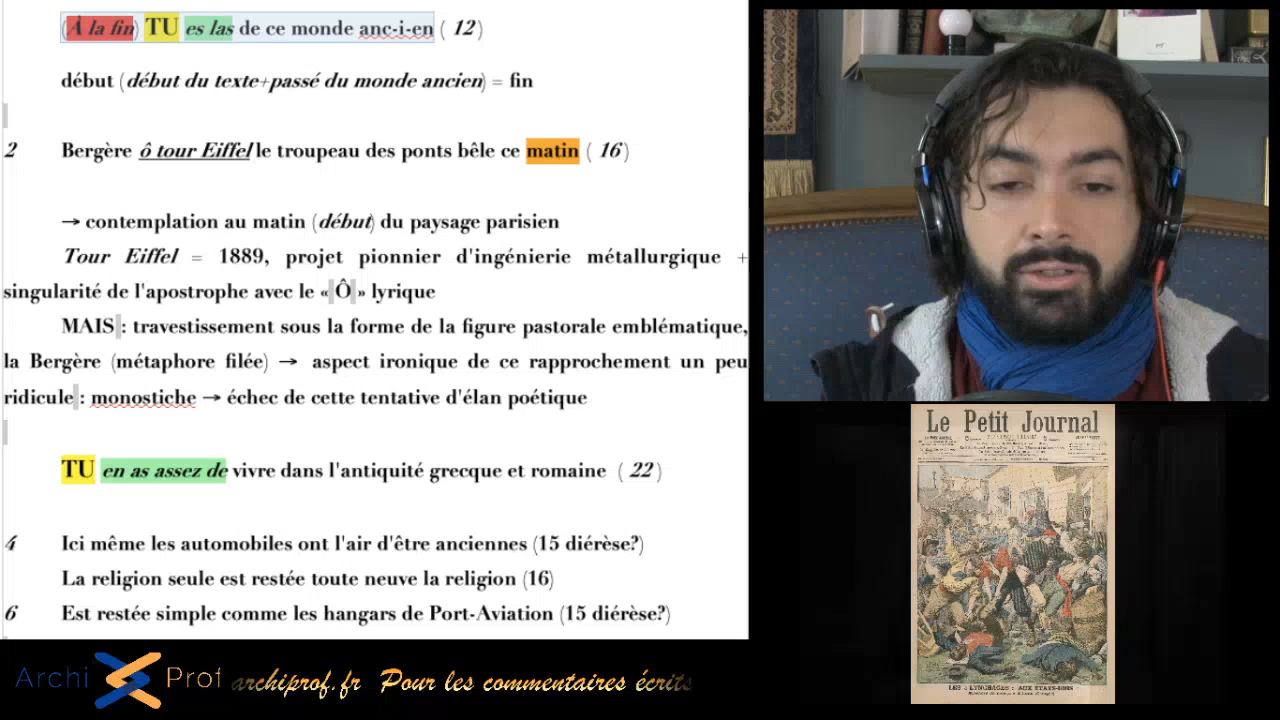 (À la fin) TU es las de ce monde anc-i-en ( 12)
début (début du texte+passé du monde ancien) = fin
2 Bergère ô tour Eiffel le troupeau des ponts bêle ce matin ( 16)
→ contemplation au matin (début) du paysage parisien
Tour Eiffel = 1889, projet pionnier d'ingénierie métallurgique +
singularité de l'apostrophe avec le « Ô » lyrique
MAIS : travestissement sous la forme de la figure pastorale emblématique,
la Bergère (métaphore filée) → aspect ironique de ce rapprochement un peu
ridicule : monostiche → échec de cette tentative d'élan poétique
TU en as assez de vivre dans l'antiquité grecque et romaine ( 22)
4 Ici même les automobiles ont l'air d'être anciennes (15 diérèse?)
La religion seule est restée toute neuve la religion (16)
6 Est restée simple comme les hangars de Port-Aviation (15 diérèse?)
Le Petit Journal
LES « LYNCHAGES » AUX ÉTATS-UNIS
Archi Prof archiprof.fr Pour les commentaires écrits